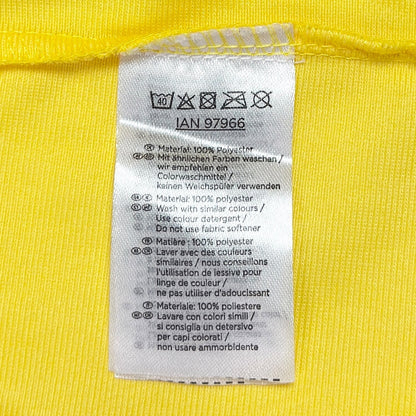 40
IAN 97966
Material: 100% Polyester
Mit ähnlichen Farben waschen /
wir empfehlen ein
Colorwaschmittel /
keinen Weichspüler verwenden
Material: 100% polyester
Wash with similar colours /
Use colour detergent /
Do not use fabric softener
Matière : 100% polyester
Laver avec des couleurs
similaires / nous conseillons
l'utilisation de lessive pour
linge de couleur /
ne pas utiliser d'adoucissant
Materiale: 100% poliestere
Lavare con colori simili /
si consiglia un detersivo
per capi colorati /
non usare ammorbidente